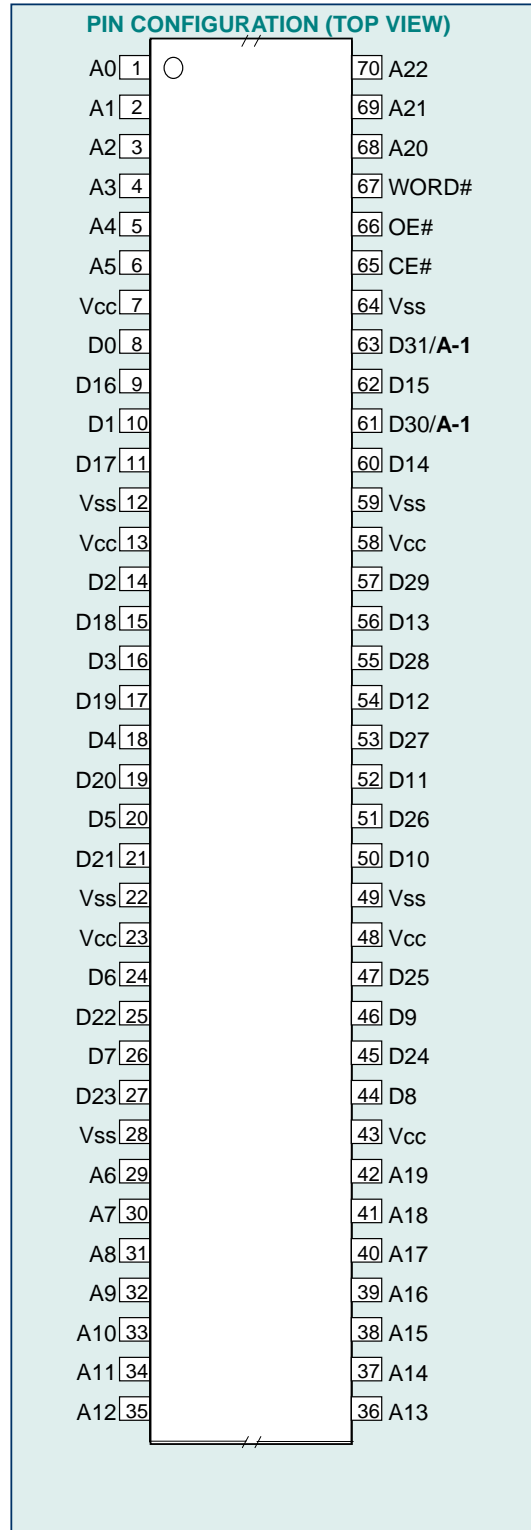 PIN CONFIGURATION (TOP VIEW)
A0 1 70 A22
A1 2 69 A21
A2 3 68 A20
A3 4 67 WORD#
A4 5 66 OE#
A5 6 65 CE#
Vcc 7 64 Vss
D0 8 63 D31/A-1
D16 9 62 D15
D1 10 61 D30/A-1
D17 11 60 D14
Vss 12 59 Vss
Vcc 13 58 Vcc
D2 14 57 D29
D18 15 56 D13
D3 16 55 D28
D19 17 54 D12
D4 18 53 D27
D20 19 52 D11
D5 20 51 D26
D21 21 50 D10
Vss 22 49 Vss
Vcc 23 48 Vcc
D6 24 47 D25
D22 25 46 D9
D7 26 45 D24
D23 27 44 D8
Vss 28 43 Vcc
A6 29 42 A19
A7 30 41 A18
A8 31 40 A17
A9 32 39 A16
A10 33 38 A15
A11 34 37 A14
A12 35 36 A13